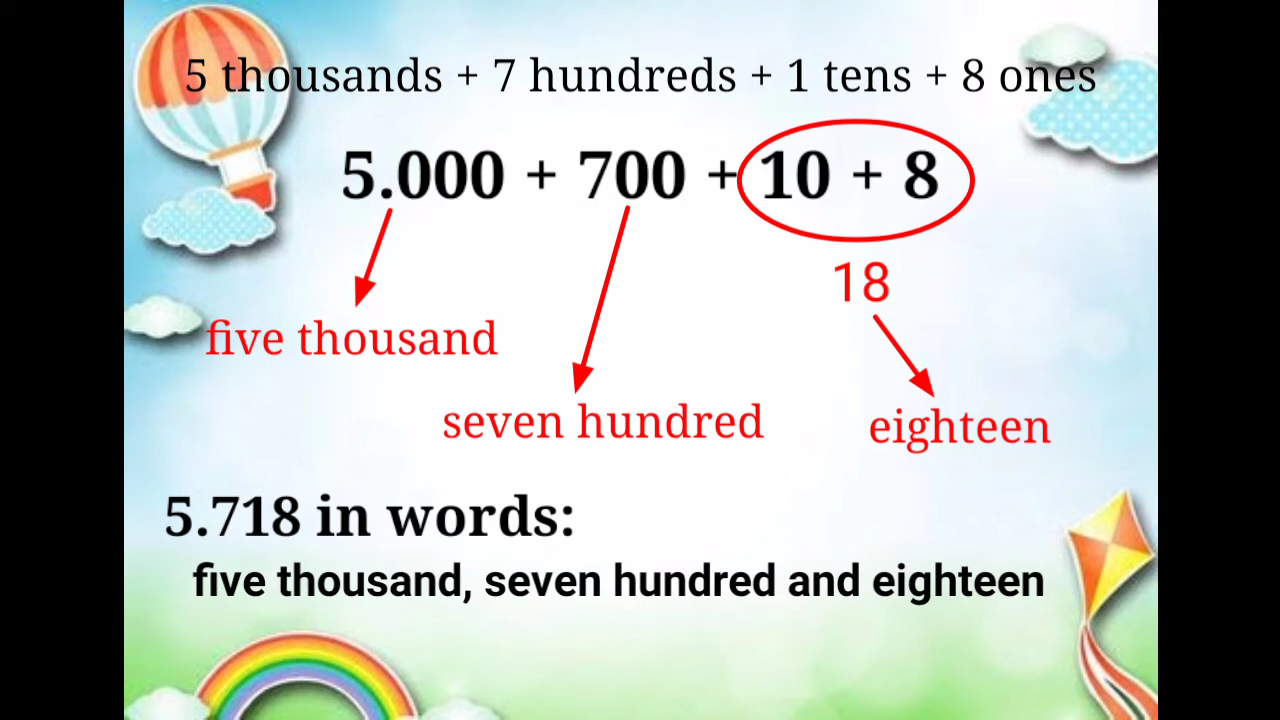 5 thousands + 7 hundreds + 1 tens + 8 ones
5.000 + 700 + 10 + 8
18
five thousand
seven hundred
eighteen
5.718 in words:
five thousand, seven hundred and eighteen